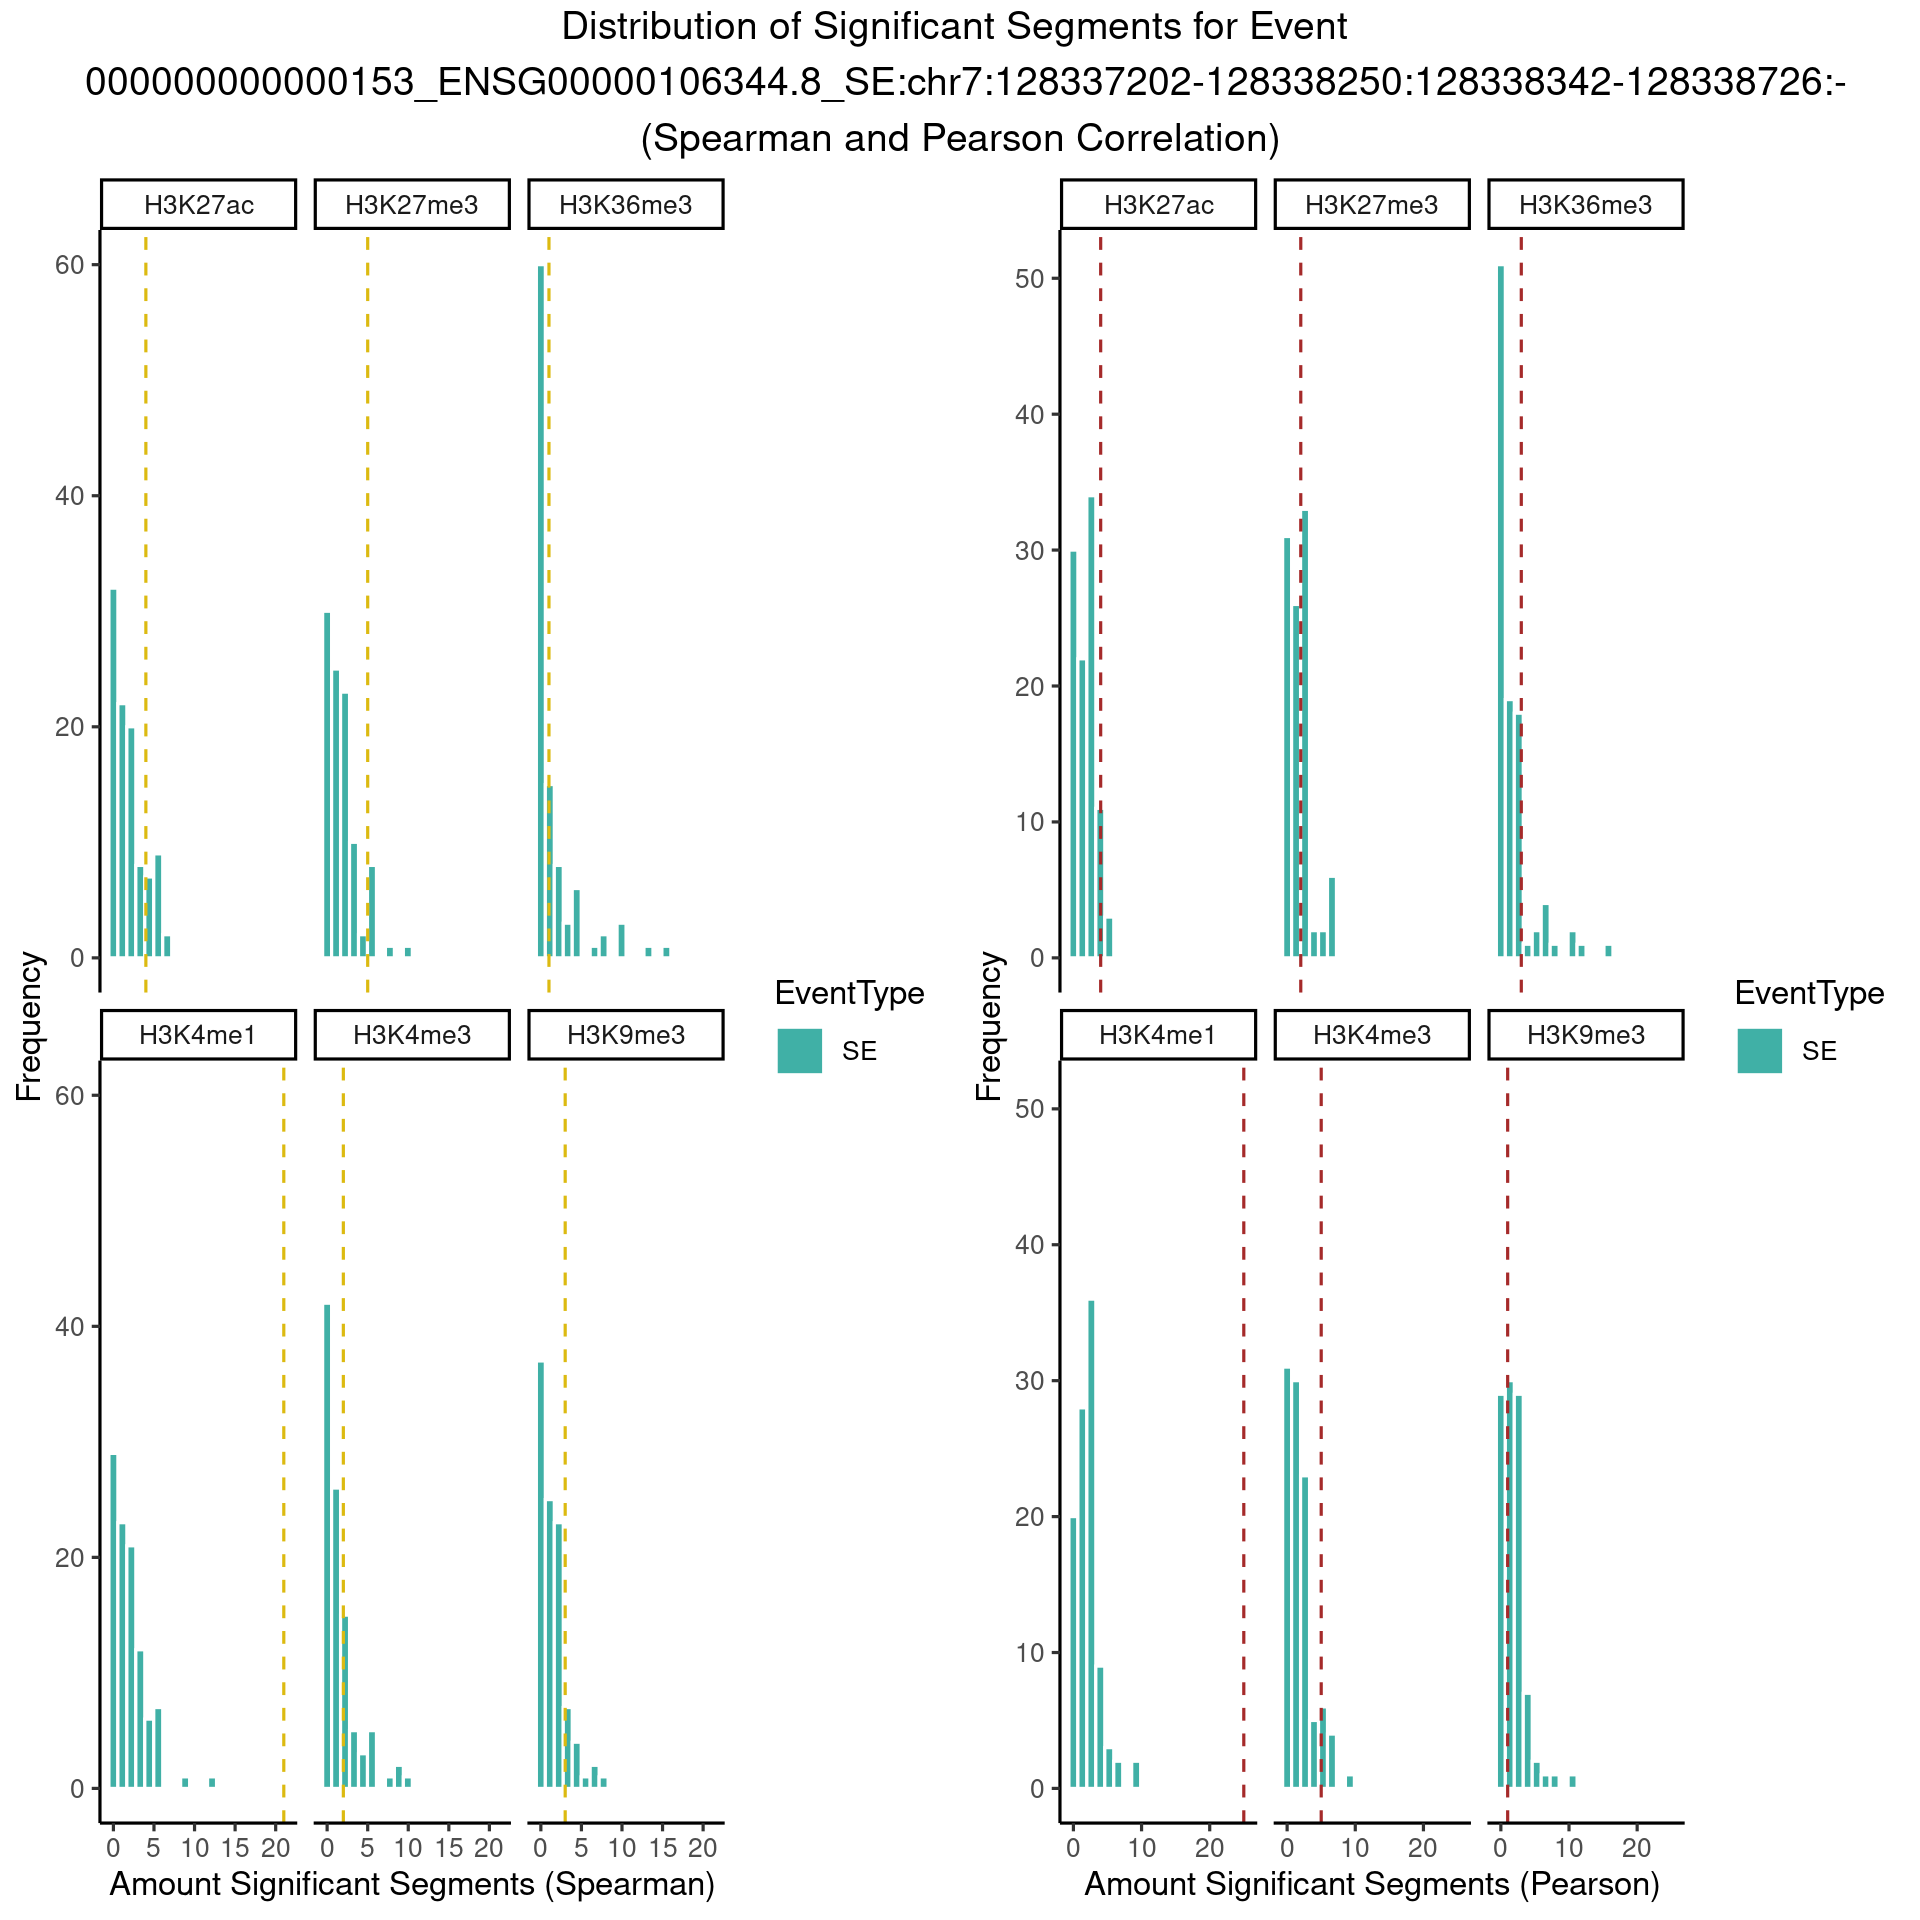 Distribution of Significant Segments for Event
000000000000153_ENSG00000106344.8_SE:chr7:128337202-128338250:128338342-128338726:-
(Spearman and Pearson Correlation)
H3K27ac H3K27me3 H3K36me3
60
40
20
0
H3K4me1 H3K4me3 H3K9me3
60
40
20
0
0 5 10 15 20 0 5 10 15 20 0 5 10 15 20
Frequency
Amount Significant Segments (Spearman)
EventType
SE
H3K27ac H3K27me3 H3K36me3
50
40
30
20
10
0
H3K4me1 H3K4me3 H3K9me3
50
40
30
20
10
0
0 10 20 0 10 20 0 10 20
Frequency
Amount Significant Segments (Pearson)
EventType
SE